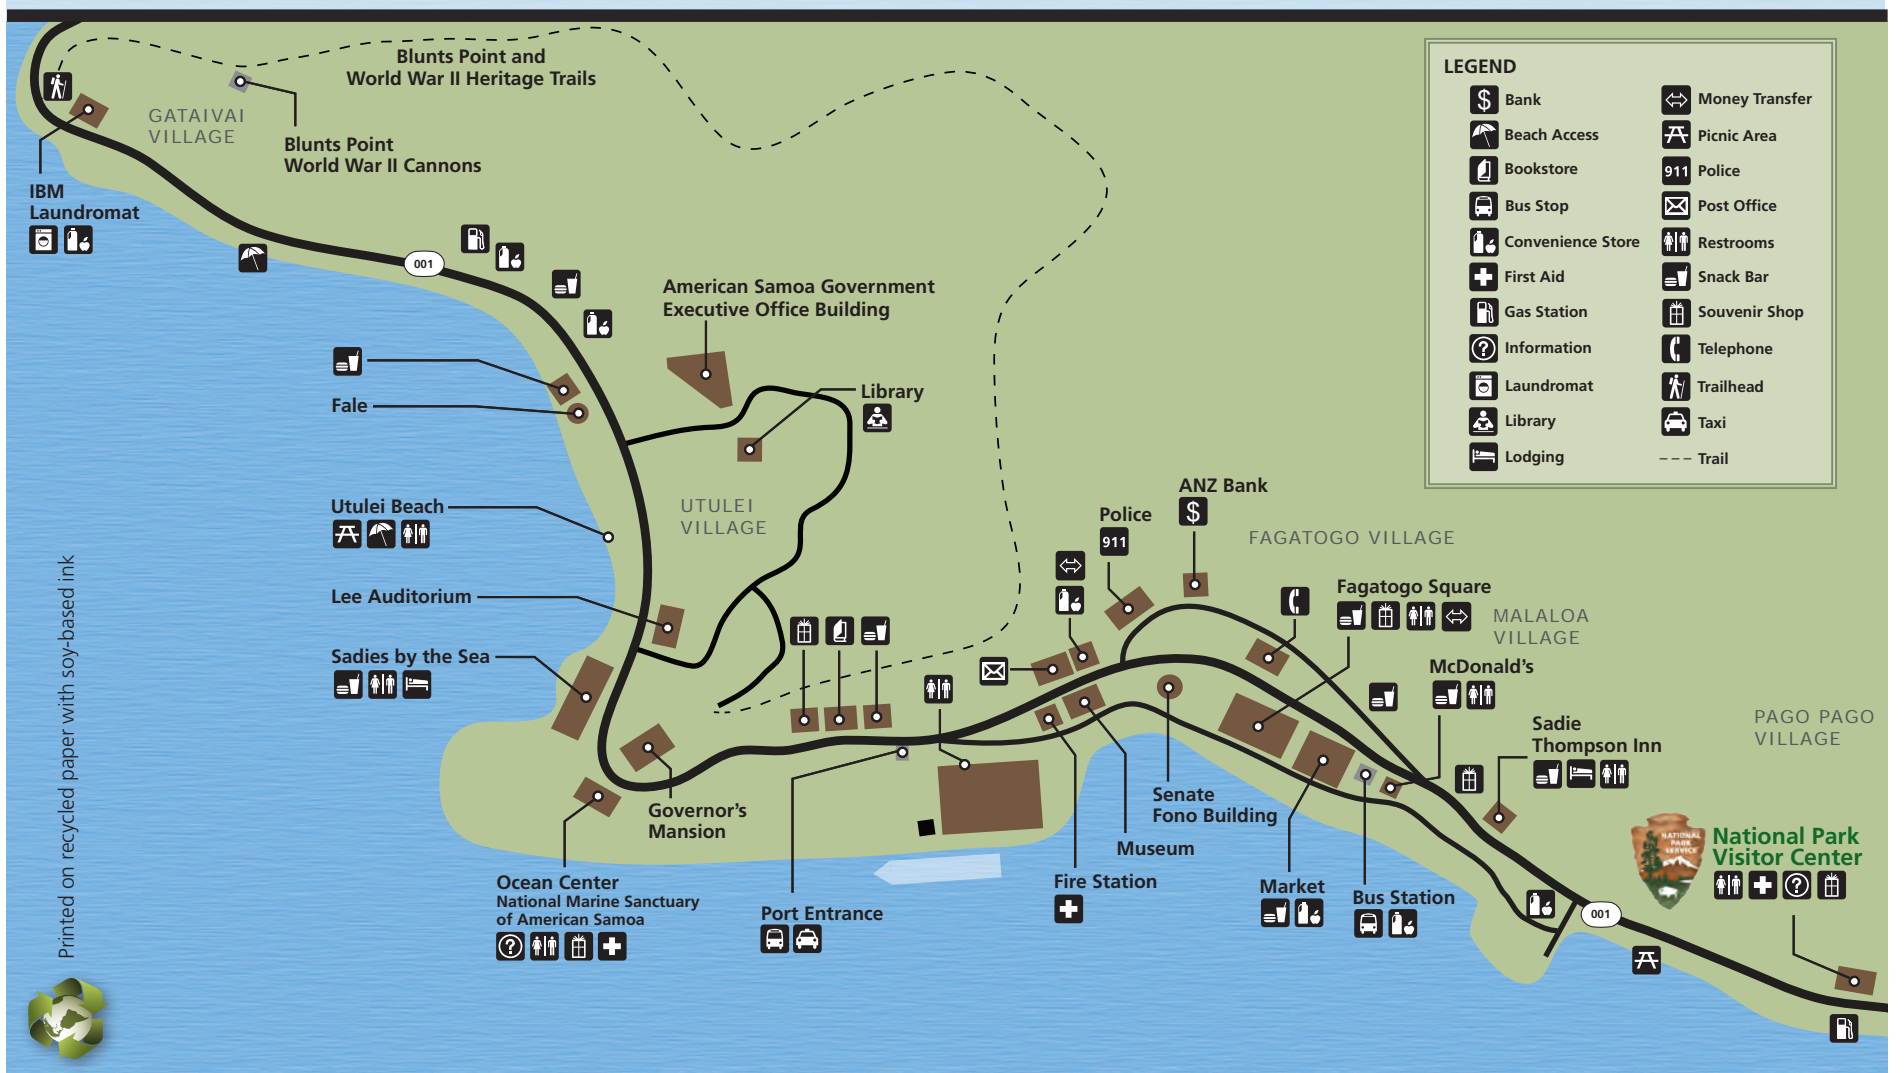 Blunts Point and
World War II Heritage Trails
GATAIVAI
VILLAGE
Blunts Point
World War II Cannons
IBM
Laundromat
001
American Samoa Government
Executive Office Building
Library
Fale
Utulei Beach
UTULEI
VILLAGE
Lee Auditorium
Sadies by the Sea
Governor's
Mansion
Ocean Center
National Marine Sanctuary
of American Samoa
Port Entrance
Police
911
ANZ Bank
$
FAGATOGO VILLAGE
Fagatogo Square
MALALOA
VILLAGE
McDonald's
Sadie
Thompson Inn
PAGO PAGO
VILLAGE
Senate
Fono Building
Museum
Fire Station
Market
Bus Station
001
NATIONAL
PARK
SERVICE
National Park
Visitor Center
LEGEND
$ Bank
Beach Access
Bookstore
Bus Stop
Convenience Store
First Aid
Gas Station
? Information
Laundromat
Library
Lodging
Money Transfer
Picnic Area
911 Police
Post Office
Restrooms
Snack Bar
Souvenir Shop
Telephone
Trailhead
Taxi
Trail
Printed on recycled paper with soy-based ink